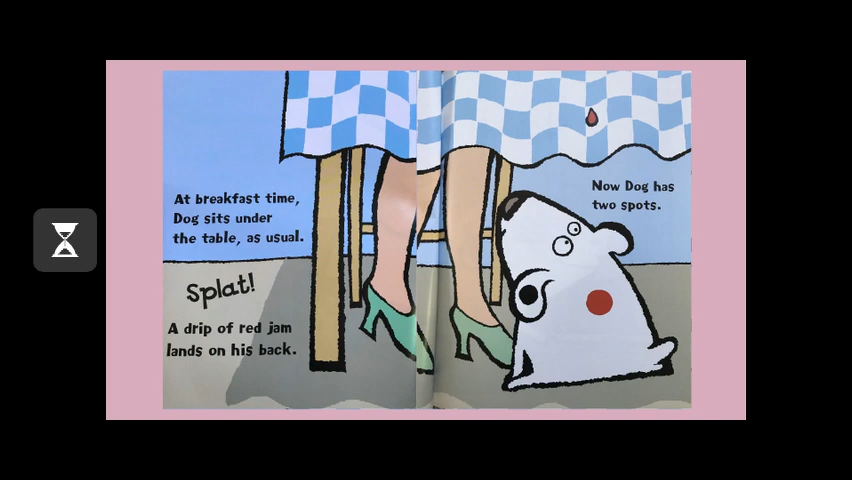 At breakfast time,
Dog sits under
the table, as usual.
Splat!
A drip of red jam
lands on his back.
Now Dog has
two spots.